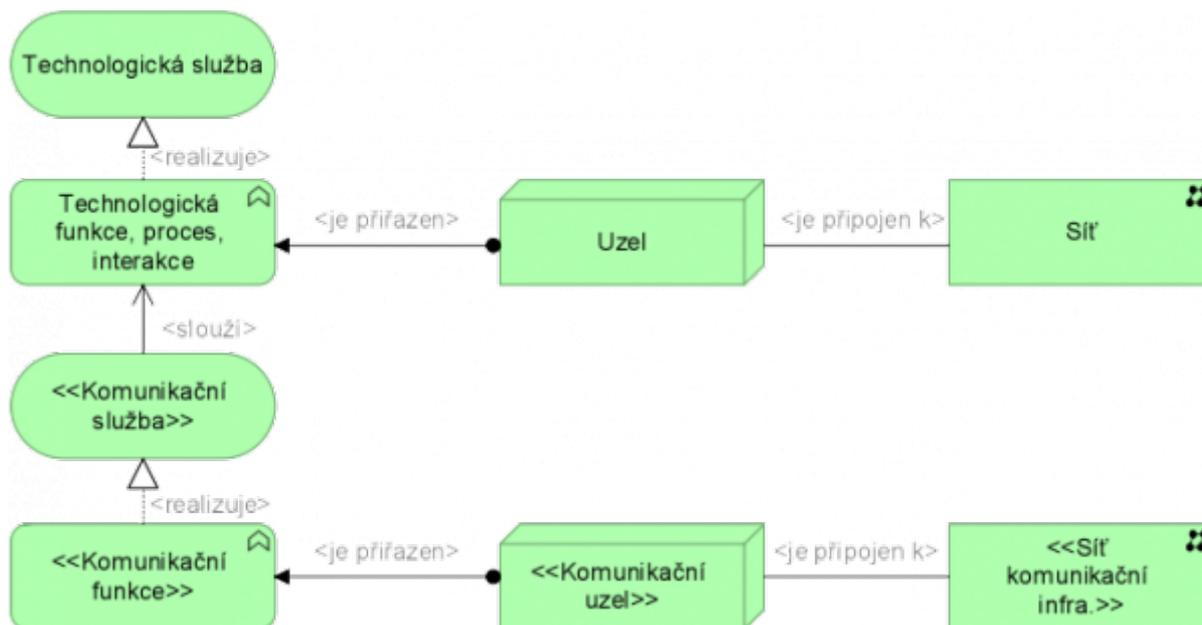 Technologická služba
<realizuje>
Technologická
funkce, proces,
interakce
<je přiřazen>
Uzel
<je připojen k>
Síť
<slouží>
<<Komunikační
služba>>
<realizuje>
<<Komunikační
funkce>>
<je přiřazen>
<<Komunikační
uzel>>
<je připojen k>
<<Síť
komunikační
infra.>>